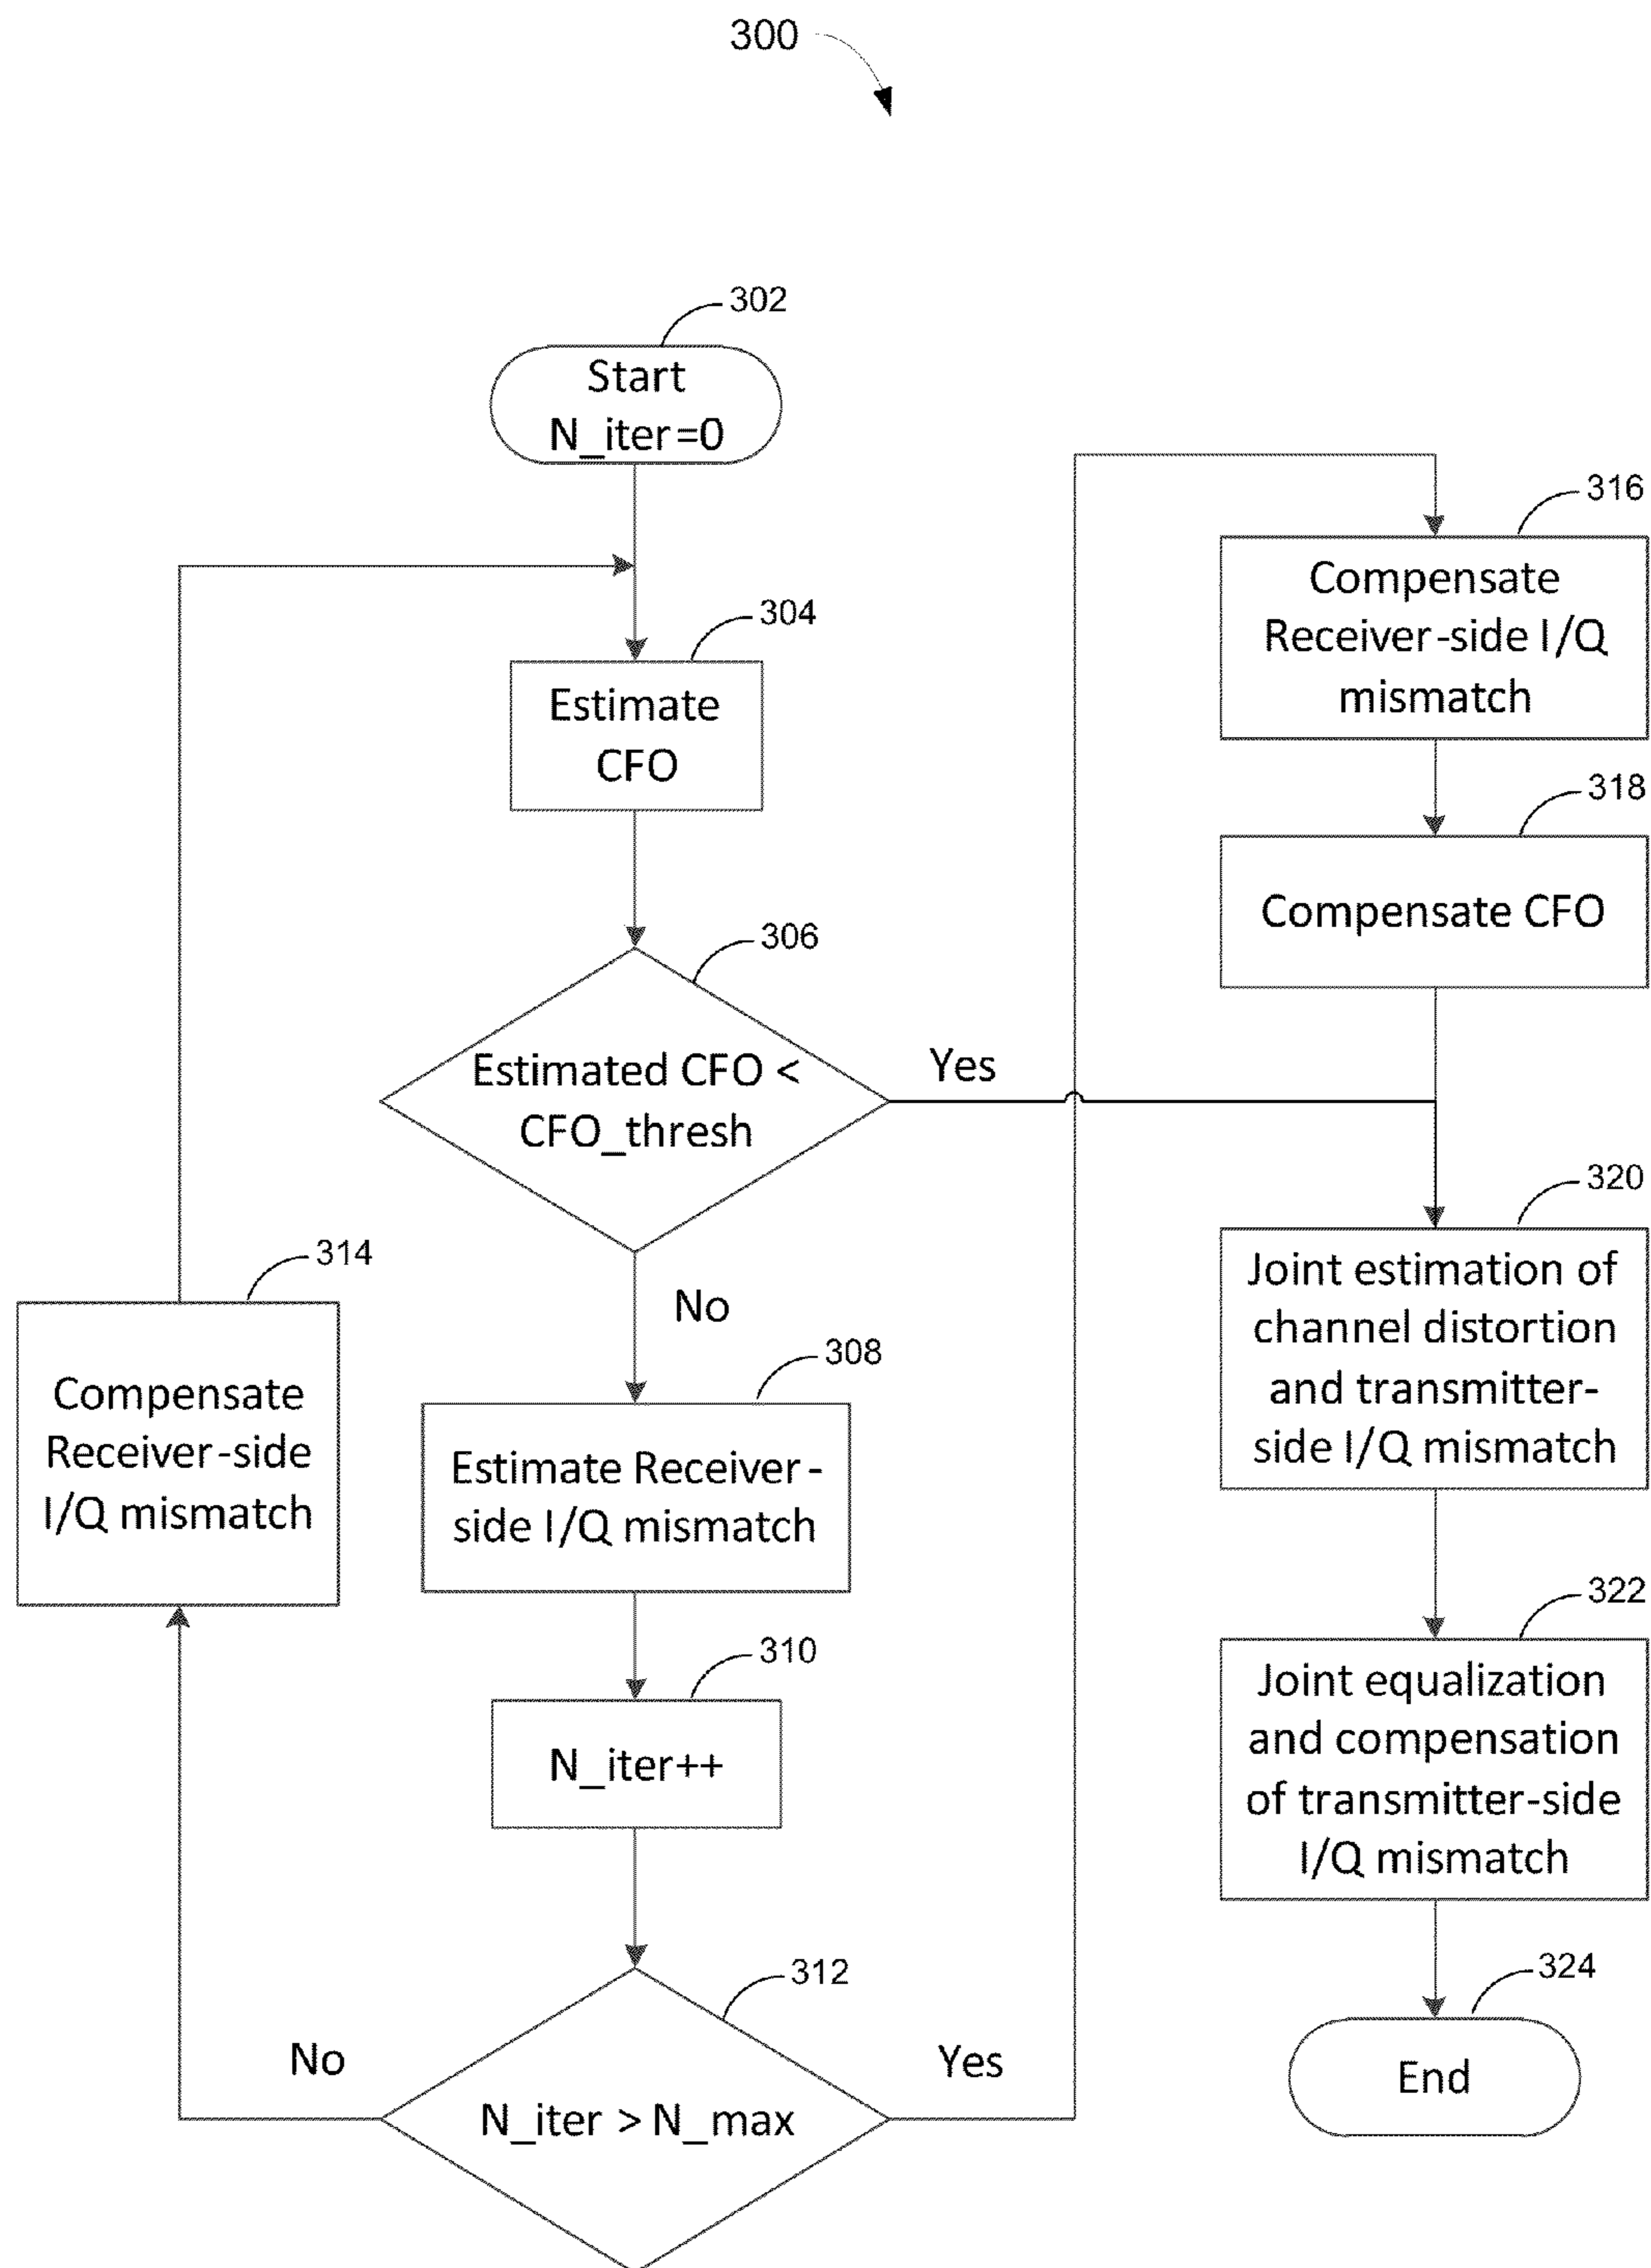 300
302
Start
N_iter=0
304
Estimate
CFO
306
Estimated CFO <
CFO_thresh
Yes
No
308
Estimate Receiver-
side I/Q mismatch
310
N_iter++
312
N_iter > N_max
No
Yes
314
Compensate
Receiver-side
I/Q mismatch
316
Compensate
Receiver-side I/Q
mismatch
318
Compensate CFO
320
Joint estimation of
channel distortion
and transmitter-
side I/Q mismatch
322
Joint equalization
and compensation
of transmitter-side
I/Q mismatch
324
End